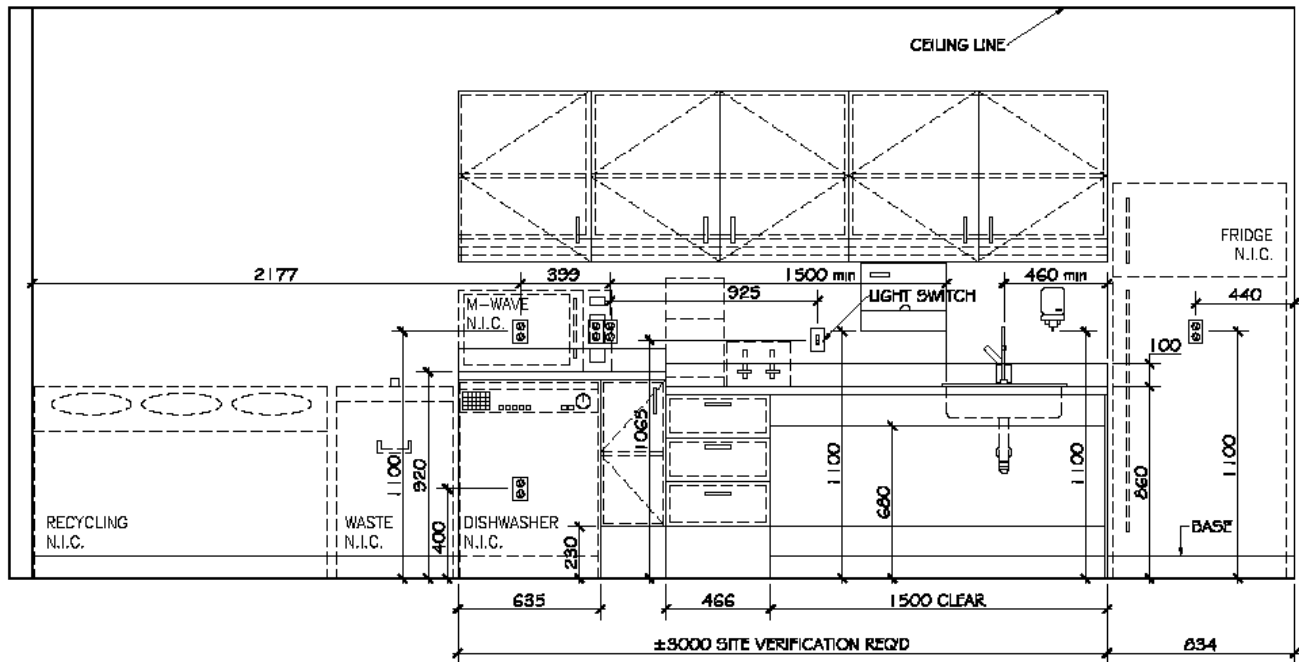 CEILING LINE
FRIDGE
N.I.C.
2177
399
1500 min
460 min
925
440
M-WAVE
N.I.C.
LIGHT SWITCH
100
1100
920
1065
1100
680
1100
860
1100
400
230
RECYCLING
N.I.C.
WASTE
N.I.C.
DISHWASHER
N.I.C.
BASE
635
466
1500 CLEAR
±3000 SITE VERIFICATION REQ'D
834